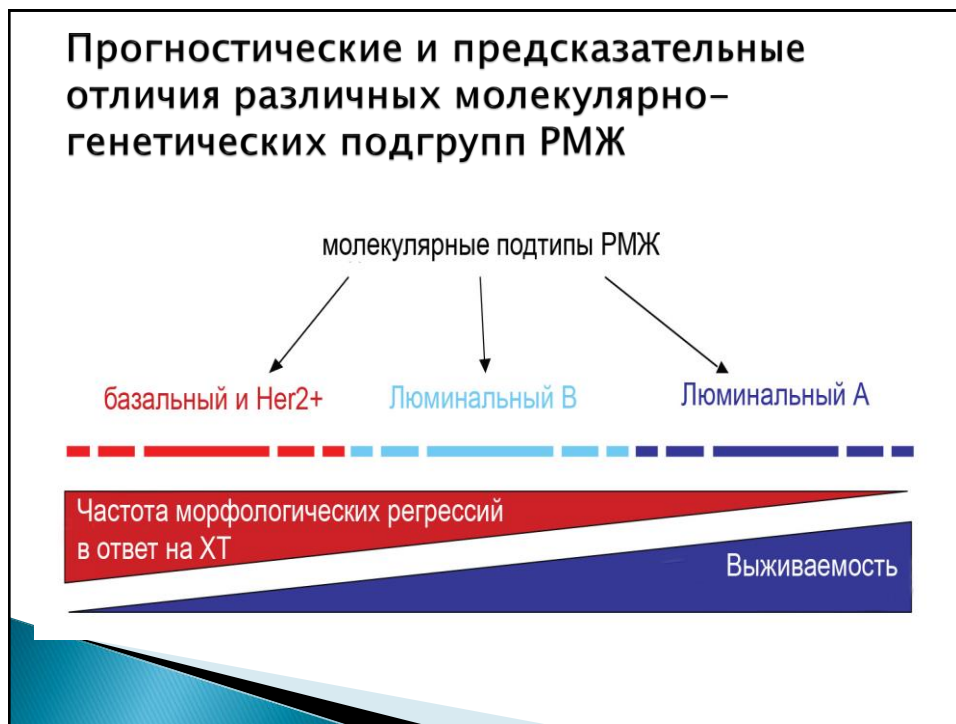 Прогностические и предсказательные
отличия различных молекулярно-
генетических подгрупп РМЖ
молекулярные подтипы РМЖ
базальный и Her2+
Люминальный B
Люминальный А
Частота морфологических регрессий
в ответ на ХТ
Выживаемость